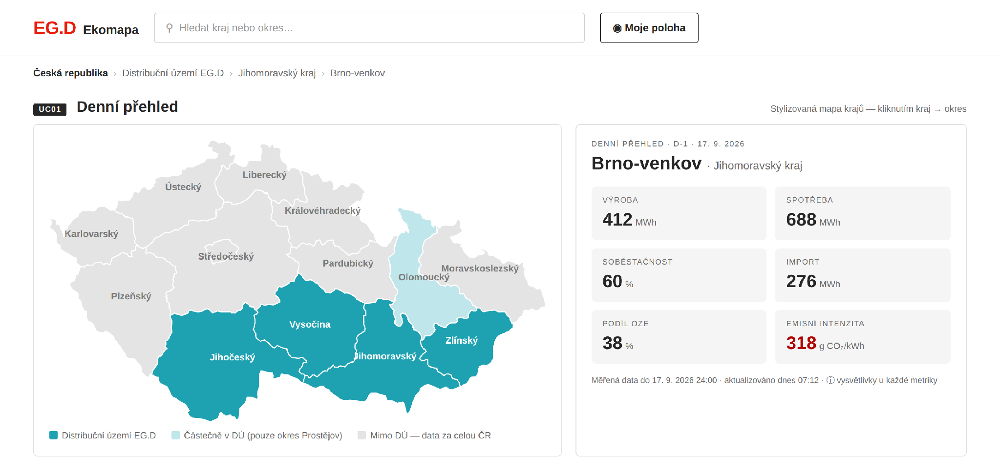 EG.D Ekomapa
Hledat kraj nebo okres…
Moje poloha
Česká republika › Distribuční území EG.D › Jihomoravský kraj › Brno-venkov
UC01 Denní přehled
Stylizovaná mapa krajů — kliknutím kraj → okres
Liberecký
Ústecký
Královéhradecký
Karlovarský
Středočeský
Pardubický
Moravskoslezský
Olomoucký
Plzeňský
Vysočina
Zlínský
Jihočeský
Jihomoravský
Distribuční území EG.D
Částečně v DÚ (pouze okres Prostějov)
Mimo DÚ — data za celou ČR
DENNÍ PŘEHLED · D-1 · 17. 9. 2026
Brno-venkov · Jihomoravský kraj
VÝROBA
412 MWh
SPOTŘEBA
688 MWh
SOBĚSTAČNOST
60 %
IMPORT
276 MWh
PODÍL OZE
38 %
EMISNÍ INTENZITA
318 g CO₂/kWh
Měřená data do 17. 9. 2026 24:00 · aktualizováno dnes 07:12 · ⓘ vysvětlivky u každé metriky